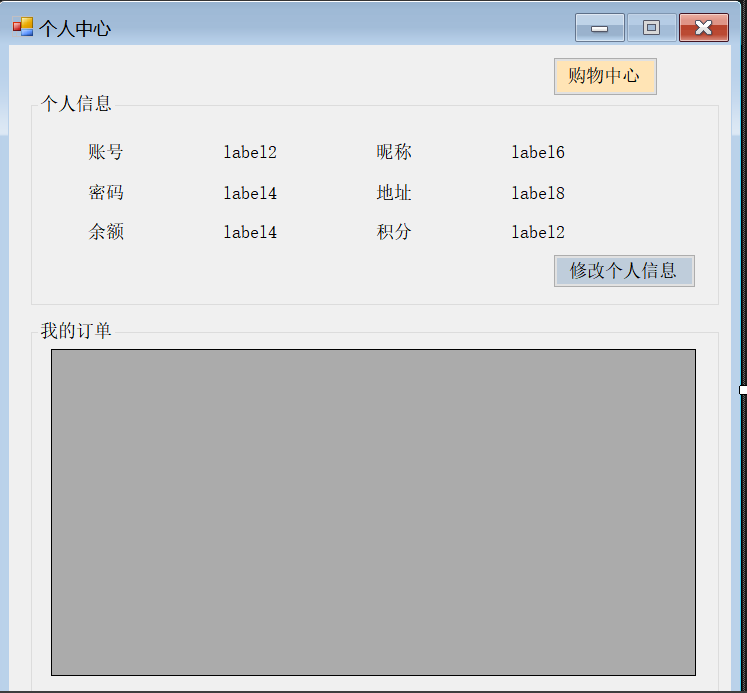 个人中心
购物中心
个人信息
账号 label2 昵称 label6
密码 label4 地址 label8
余额 label4 积分 label2
修改个人信息
我的订单